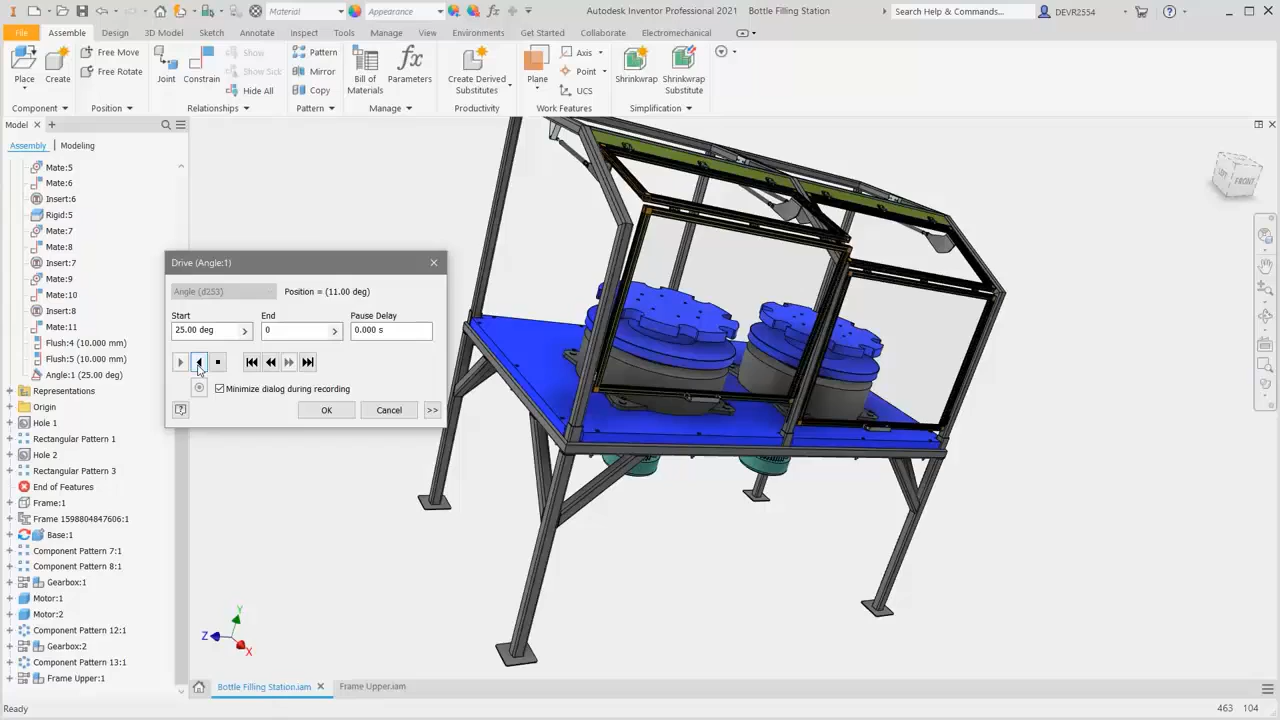 Material
Appearance
Autodesk Inventor Professional 2021 Bottle Filling Station
Search Help & Commands...
DEVR2554
File Assembly Design 3D Model Sketch Annotate Inspect Tools Manage View Environments Get Started Collaborate Electromechanical
Place
Create
Free Move
Free Rotate
Joint
Constrain
Show
Show Sick
Hide All
Pattern
Mirror
Copy
Bill of
Materials
Parameters
Create Derived
Substitutes
Plane
Axis
Point
UCS
Shrinkwrap
Shrinkwrap
Substitute
Component Position Relationships Pattern Manage Productivity Work Features Simplification
Model
Assembly Modeling
Mate:5
Mate:6
Insert:6
Rigid:5
Mate:7
Mate:8
Insert:7
Mate:9
Mate:10
Insert:8
Mate:11
Flush:4 (10.000 mm)
Flush:5 (10.000 mm)
Angle:1 (25.00 deg)
Representations
Origin
Hole 1
Rectangular Pattern 1
Hole 2
Rectangular Pattern 3
End of Features
Frame:1
Frame 1598804847606:1
Base:1
Component Pattern 7:1
Component Pattern 8:1
Gearbox:1
Motor:1
Motor:2
Component Pattern 12:1
Gearbox:2
Component Pattern 13:1
Frame Upper:1
Drive (Angle:1)
Angle (d253) Position = (11.00 deg)
Start End Pause Delay
25.00 deg 0 0.000 s
Minimize dialog during recording
OK Cancel >>
FRONT
Y
Z
X
Bottle Filling Station.iam Frame Upper.iam
Ready
463 104